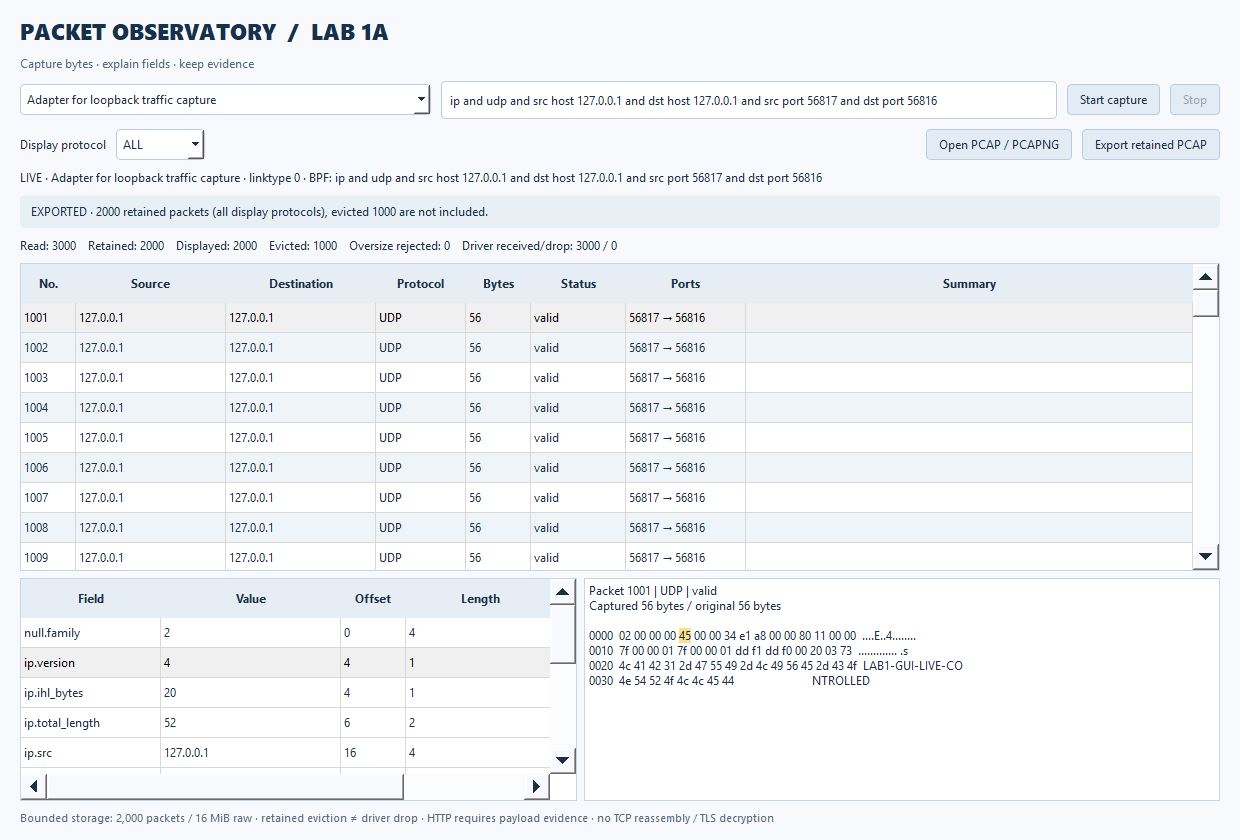 PACKET OBSERVATORY / LAB 1A
Capture bytes · explain fields · keep evidence
Adapter for loopback traffic capture
ip and udp and src host 127.0.0.1 and dst host 127.0.0.1 and src port 56817 and dst port 56816
Start capture
Stop
Display protocol
ALL
Open PCAP / PCAPNG
Export retained PCAP
LIVE · Adapter for loopback traffic capture · linktype 0 · BPF: ip and udp and src host 127.0.0.1 and dst host 127.0.0.1 and src port 56817 and dst port 56816
EXPORTED · 2000 retained packets (all display protocols), evicted 1000 are not included.
Read: 3000 Retained: 2000 Displayed: 2000 Evicted: 1000 Oversize rejected: 0 Driver received/drop: 3000 / 0
No. Source Destination Protocol Bytes Status Ports Summary
1001 127.0.0.1 127.0.0.1 UDP 56 valid 56817 → 56816
1002 127.0.0.1 127.0.0.1 UDP 56 valid 56817 → 56816
1003 127.0.0.1 127.0.0.1 UDP 56 valid 56817 → 56816
1004 127.0.0.1 127.0.0.1 UDP 56 valid 56817 → 56816
1005 127.0.0.1 127.0.0.1 UDP 56 valid 56817 → 56816
1006 127.0.0.1 127.0.0.1 UDP 56 valid 56817 → 56816
1007 127.0.0.1 127.0.0.1 UDP 56 valid 56817 → 56816
1008 127.0.0.1 127.0.0.1 UDP 56 valid 56817 → 56816
1009 127.0.0.1 127.0.0.1 UDP 56 valid 56817 → 56816
Field Value Offset Length
null.family 2 0 4
ip.version 4 4 1
ip.ihl_bytes 20 4 1
ip.total_length 52 6 2
ip.src 127.0.0.1 16 4
Packet 1001 | UDP | valid
Captured 56 bytes / original 56 bytes
0000 02 00 00 00 45 00 00 34 e1 a8 00 00 80 11 00 00 ....E..4........
0010 7f 00 00 01 7f 00 00 01 dd f1 dd f0 00 20 03 73 ............. .s
0020 4c 41 42 31 2d 47 55 49 2d 4c 49 56 45 2d 43 4f LAB1-GUI-LIVE-CO
0030 4e 54 52 4f 4c 4c 45 44 NTROLLED
Bounded storage: 2,000 packets / 16 MiB raw · retained eviction ≠ driver drop · HTTP requires payload evidence · no TCP reassembly / TLS decryption